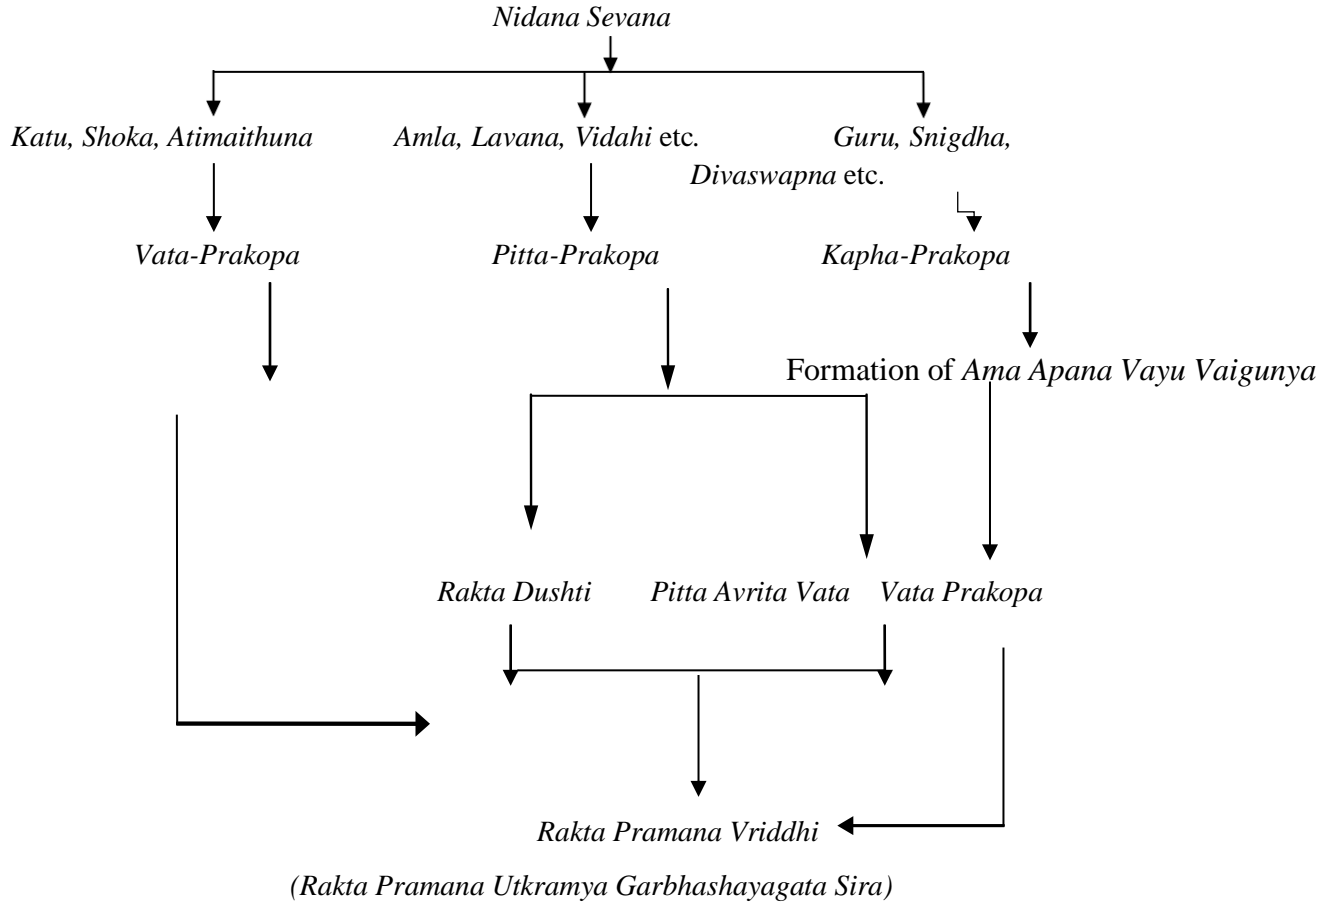 Nidana Sevana
Katu, Shoka, Atimaithuna
Amla, Lavana, Vidahi etc.
Guru, Snigdha,
Divaswapna etc.
Vata-Prakopa
Pitta-Prakopa
Kapha-Prakopa
Formation of Ama Apana Vayu Vaigunya
Rakta Dushti
Pitta Avrita Vata
Vata Prakopa
Rakta Pramana Vriddhi
(Rakta Pramana Utkramya Garbhashayagata Sira)